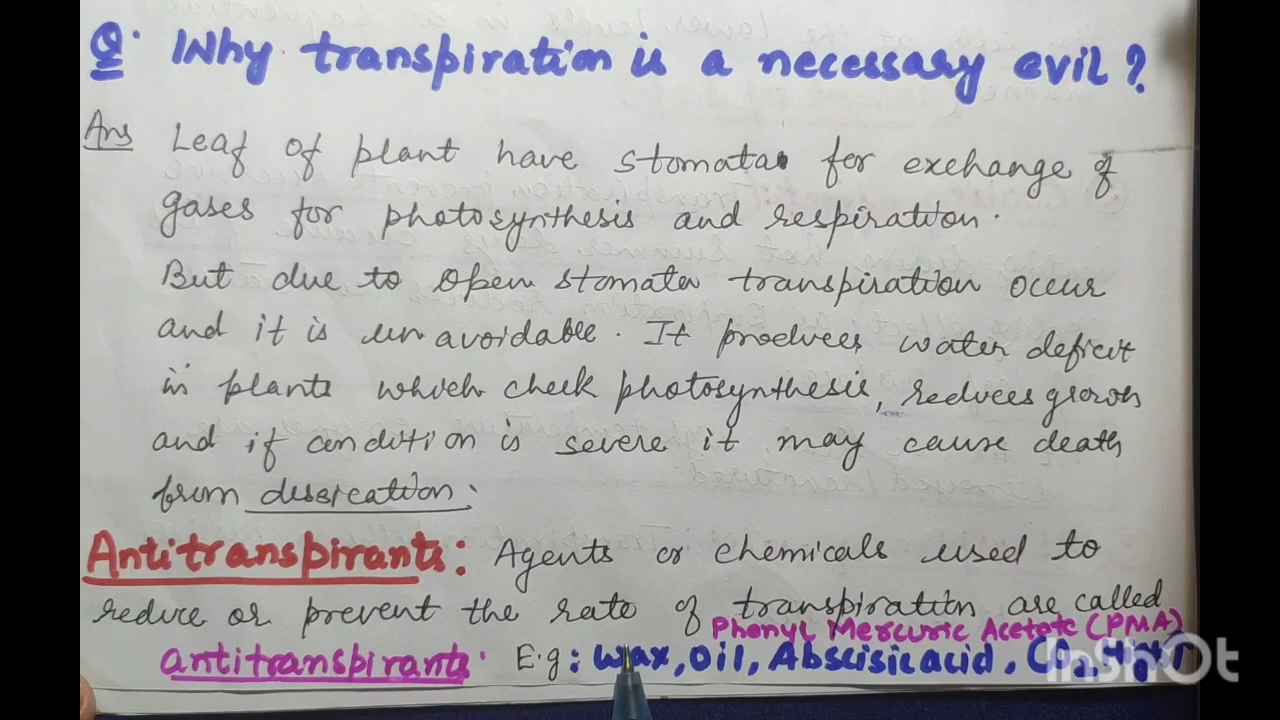 Q. Why transpiration is a necessary evil?
Ans Leaf of plant have stomata for exchange of
gases for photosynthesis and respiration.
But due to open stomata transpiration occur
and it is unavoidable. It produces water deficit
in plants which check photosynthesis, reduces growth
and if condition is severe it may cause death
from dessication.
Antitranspirants: Agents or chemicals used to
reduce or prevent the rate of transpiration are called
Phenyl Mercuric Acetate (PMA)
antitranspirants. E.g: Wax, Oil, Abscisic acid, CO2,
InShOt